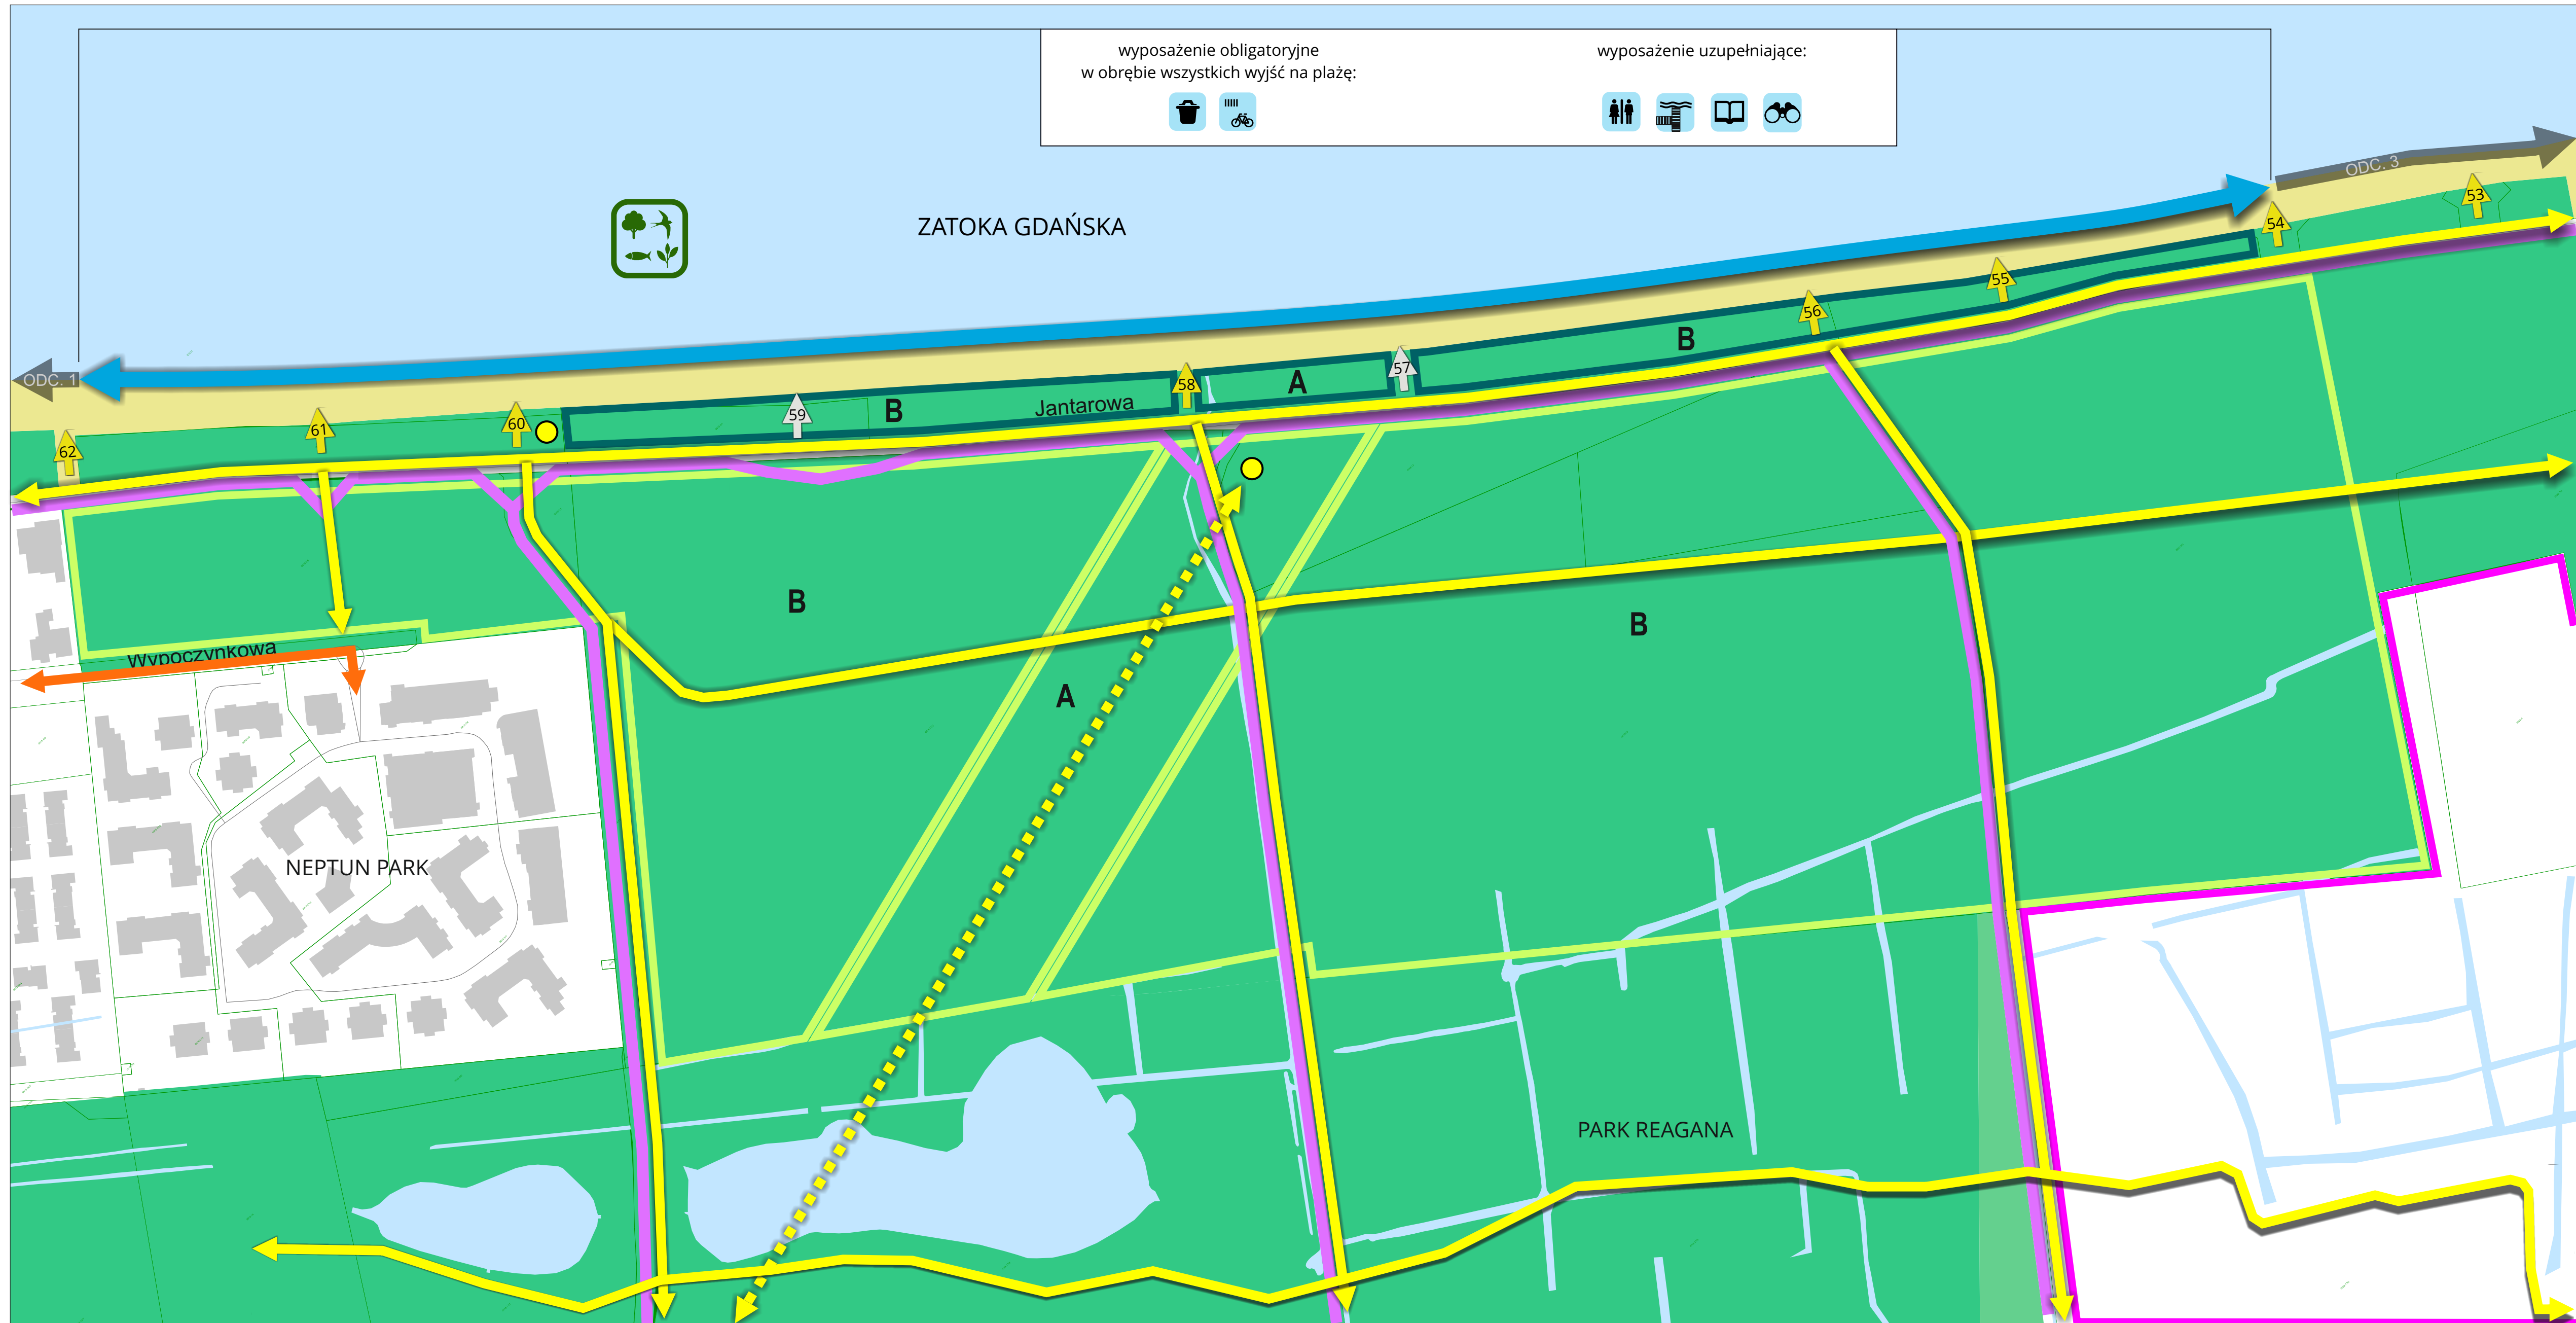 wyposażenie obligatoryjne
w obrębie wszystkich wyjść na plażę:
wyposażenie uzupełniające:
ODC. 3
53
ZATOKA GDAŃSKA
54
55
56
B
57
ODC. 1
58
A
59
B
Jantarowa
60
61
62
B
B
Wypoczynkowa
A
NEPTUN PARK
PARK REAGANA